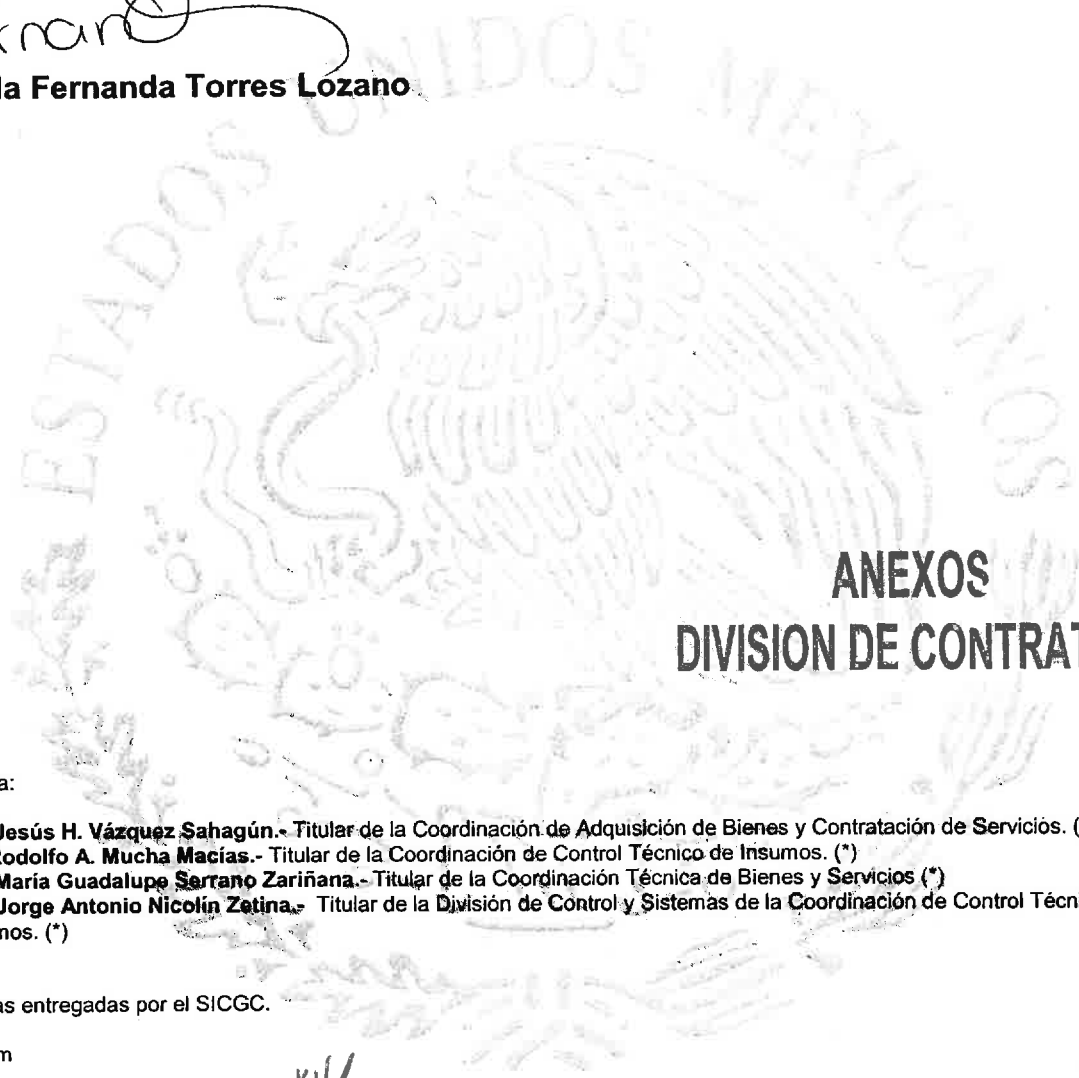 la Fernanda Torres Lozano
ESTADOS UNIDOS MEXICANOS
ANEXOS
DIVISION DE CONTRAT
a:
Jesús H. Vázquez Sahagún.- Titular de la Coordinación de Adquisición de Bienes y Contratación de Servicios. (
Rodolfo A. Mucha Macías.- Titular de la Coordinación de Control Técnico de Insumos. (*)
María Guadalupe Serrano Zariñana.- Titular de la Coordinación Técnica de Bienes y Servicios (*)
Jorge Antonio Nicolín Zetina.- Titular de la División de Control y Sistemas de la Coordinación de Control Técni
mos. (*)
as entregadas por el SICGC.
m